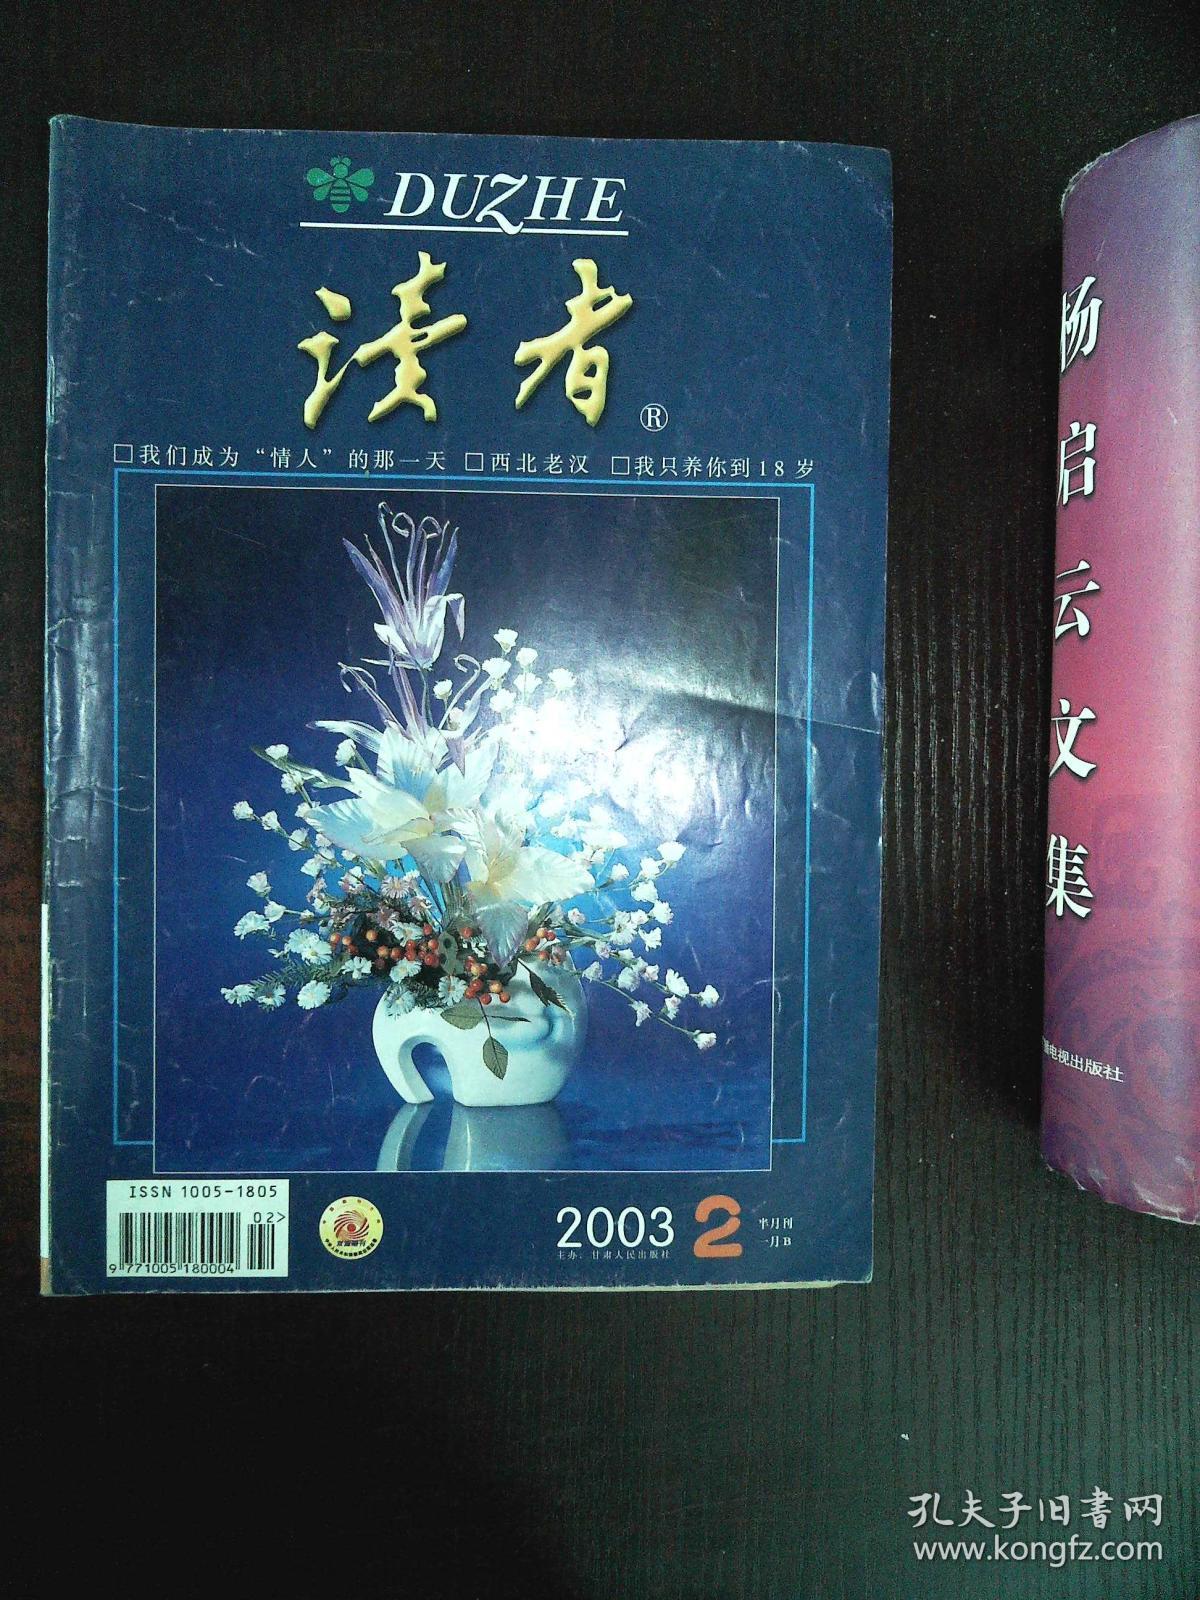 DUZHE
读者
®
□我们成为“情人”的那一天 □西北老汉 □我只养你到18岁
ISSN 1005-1805
02>
9 771005 180004
2003 2 半月刊
一月B
主办：甘肃人民出版社
杨启云文集
电视出版社
孔夫子旧书网
www.kongfz.com